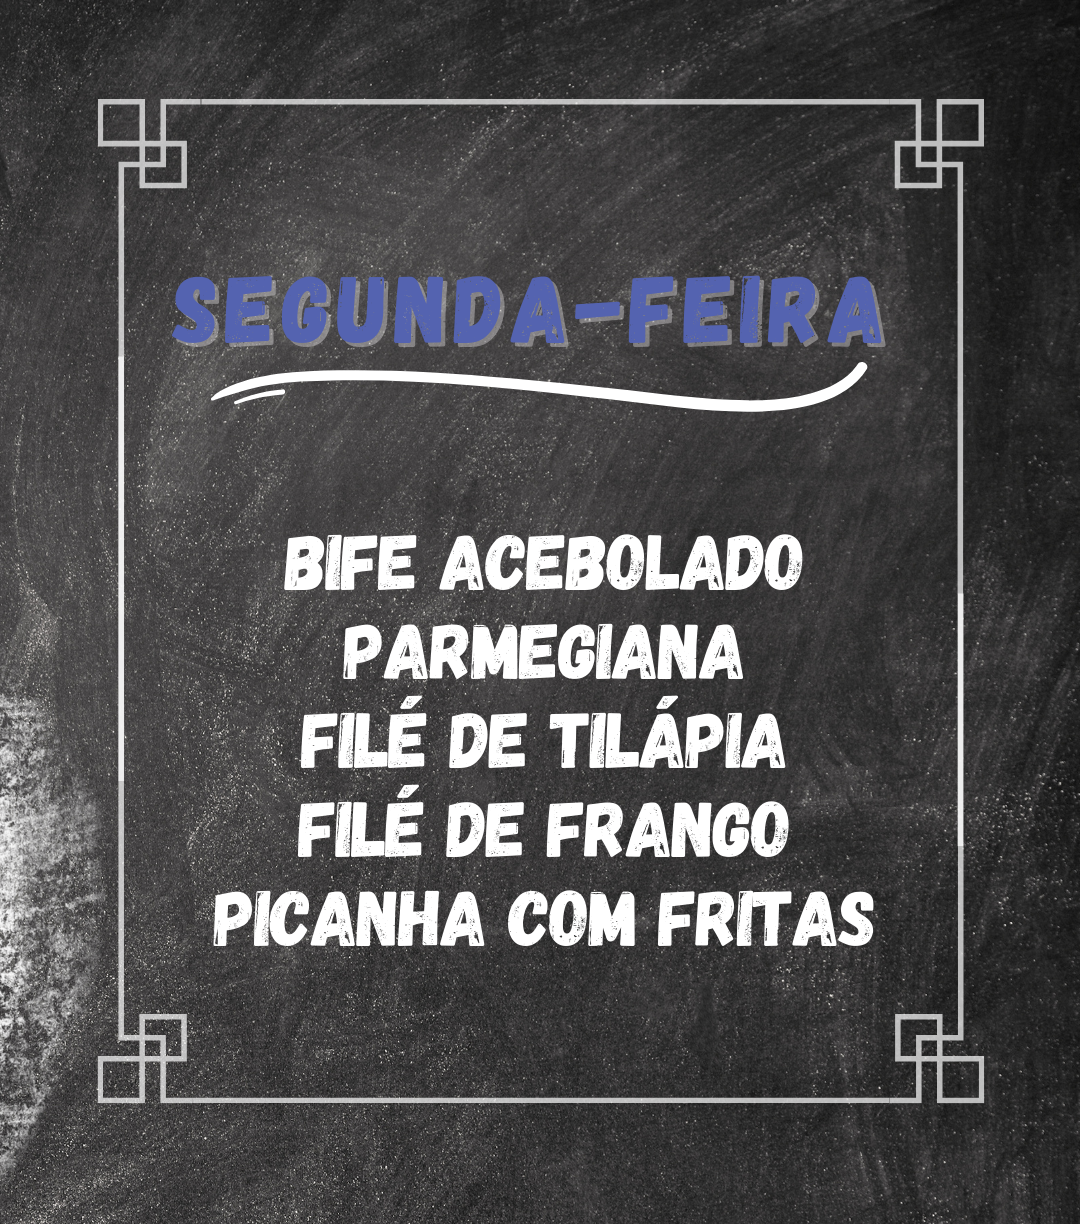 SEGUNDA-FEIRA
BIFE ACEBOLADO
PARMEGIANA
FILÉ DE TILÁPIA
FILÉ DE FRANGO
PICANHA COM FRITAS